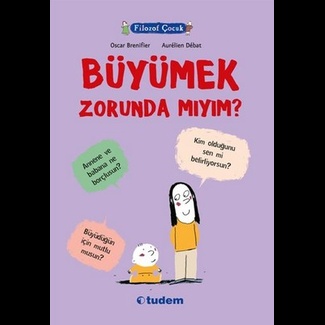 Filozof Çocuk
Oscar Brenifier Aurélien Débat
BÜYÜMEK
ZORUNDA MIYIM?
Annene ve
babana ne
borçlusun?
Kim olduğunu
sen mi
belirliyorsun?
Büyüdüğün
için mutlu
musun?
tudem